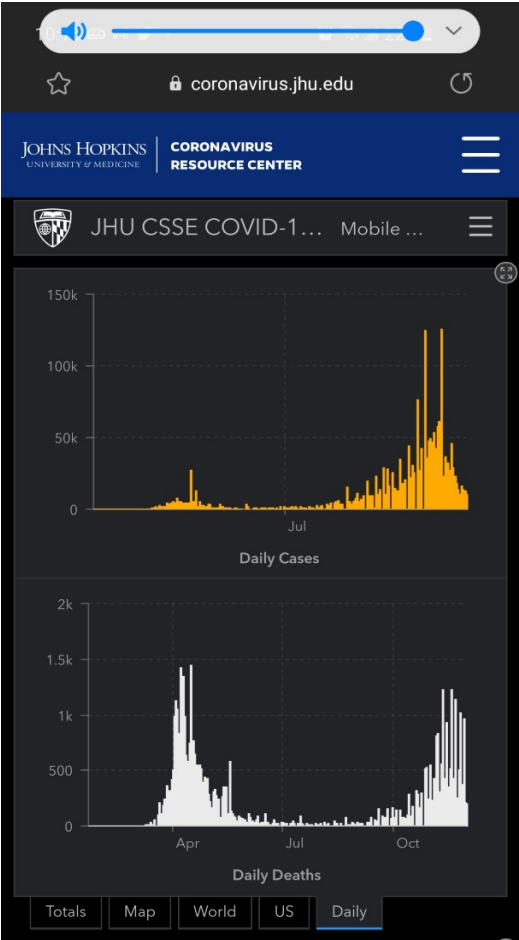 coronavirus.jhu.edu
JOHNS HOPKINS
UNIVERSITY & MEDICINE
CORONAVIRUS
RESOURCE CENTER
JHU CSSE COVID-1... Mobile ...
150k
100k
50k
0
Jul
Daily Cases
2k
1.5k
1k
500
0
Apr Jul Oct
Daily Deaths
Totals Map World US Daily